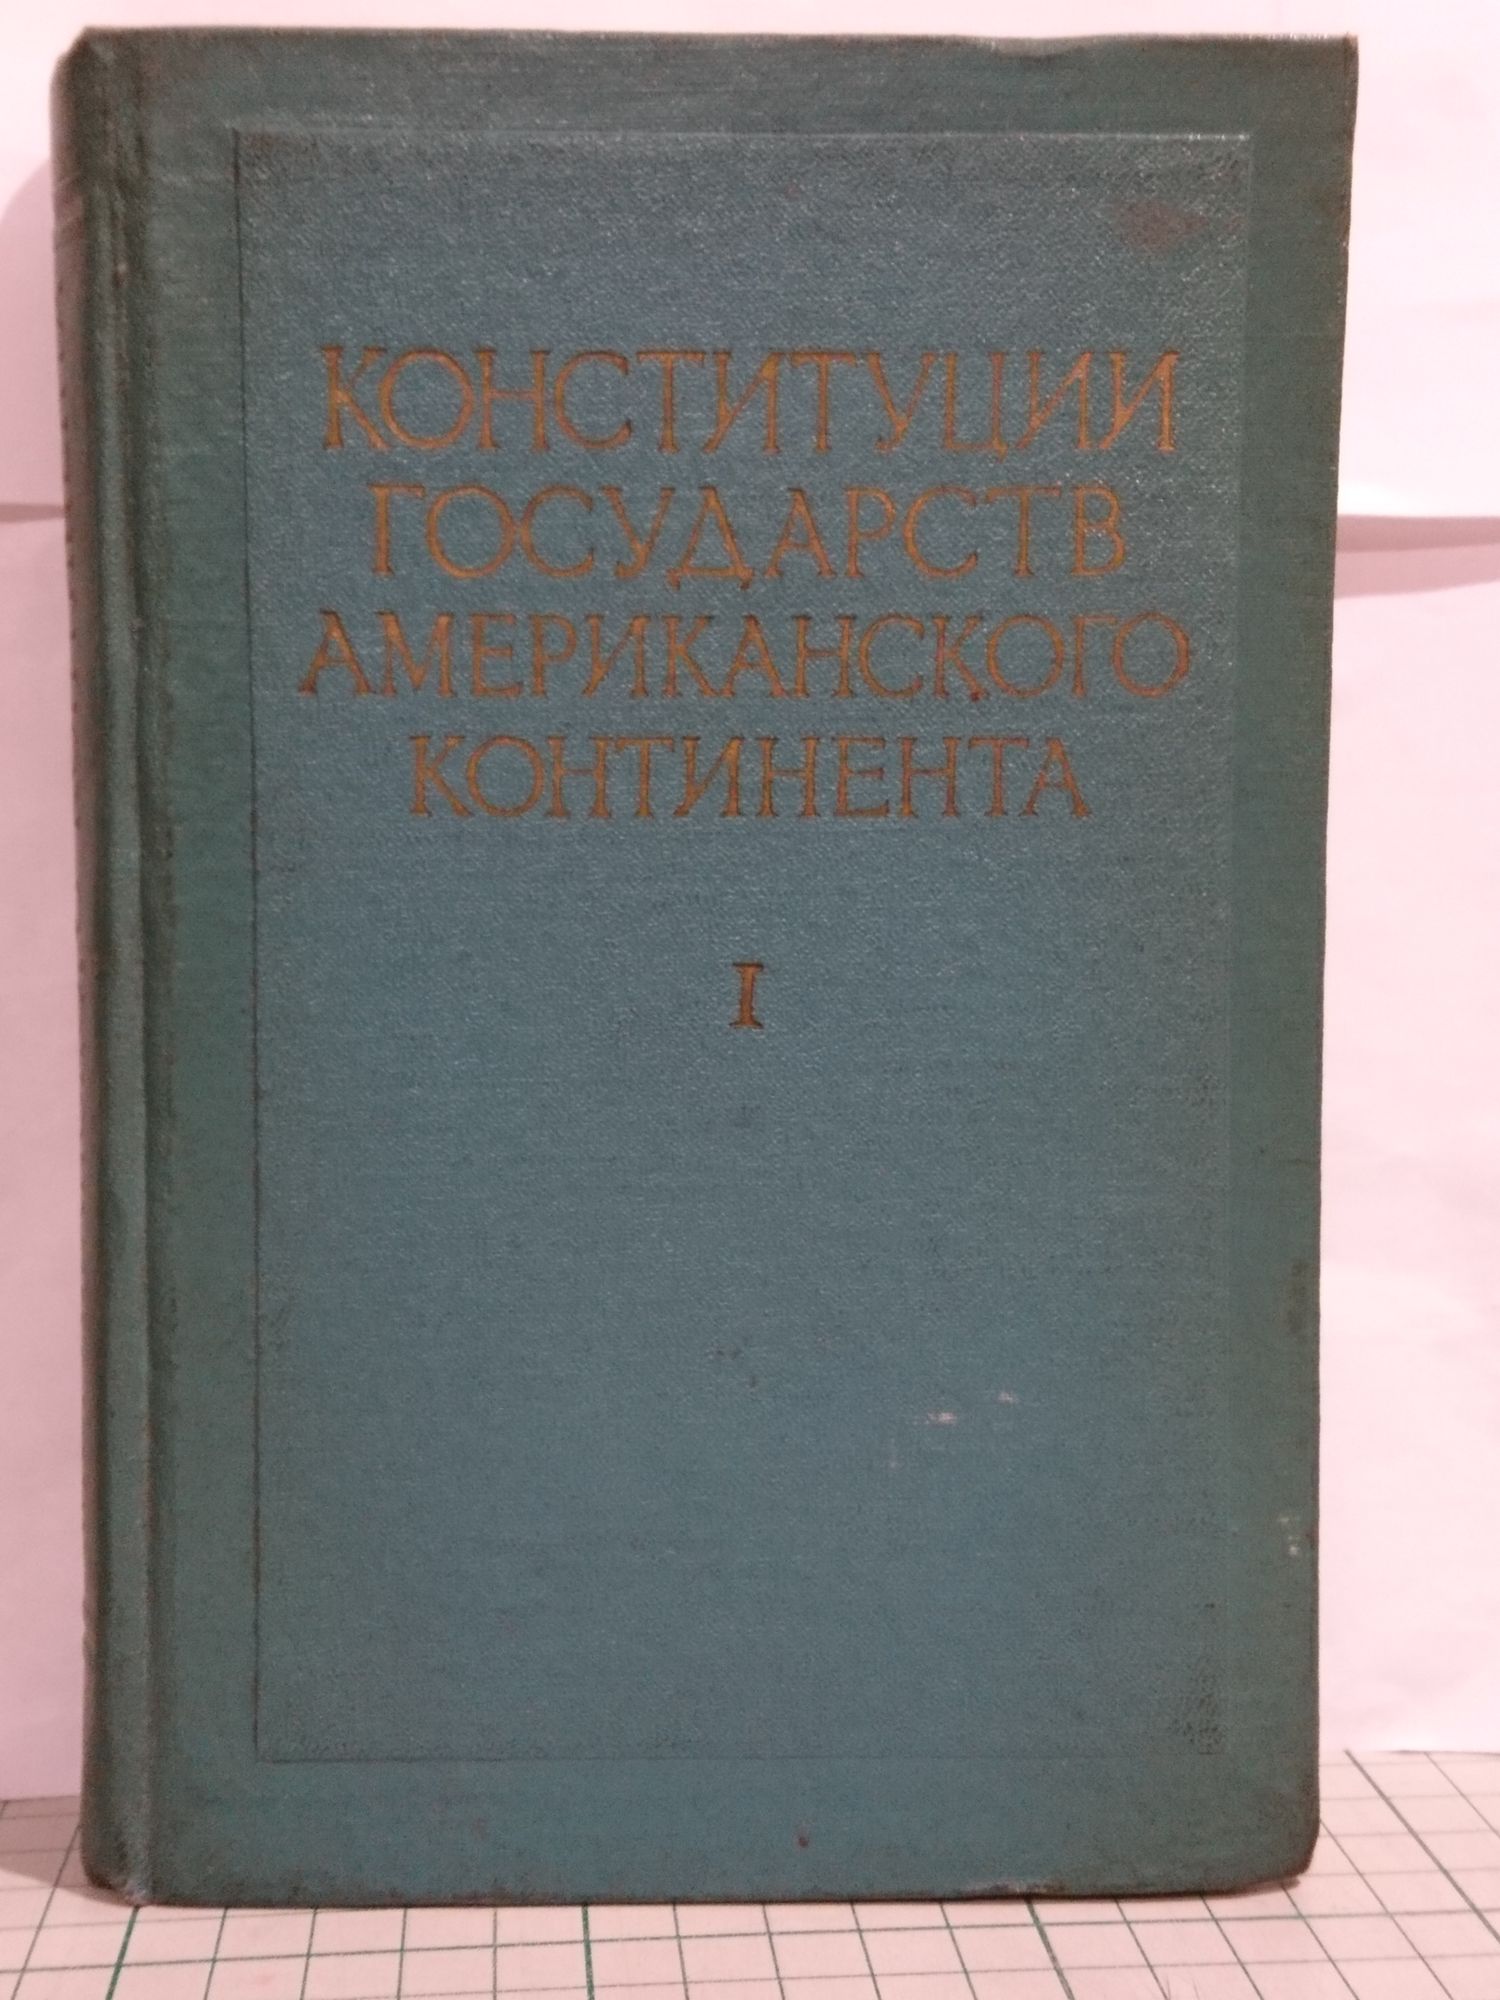 КОНСТИТУЦИИ
ГОСУДАРСТВ
АМЕРИКАНСКОГО
КОНТИНЕНТА
I